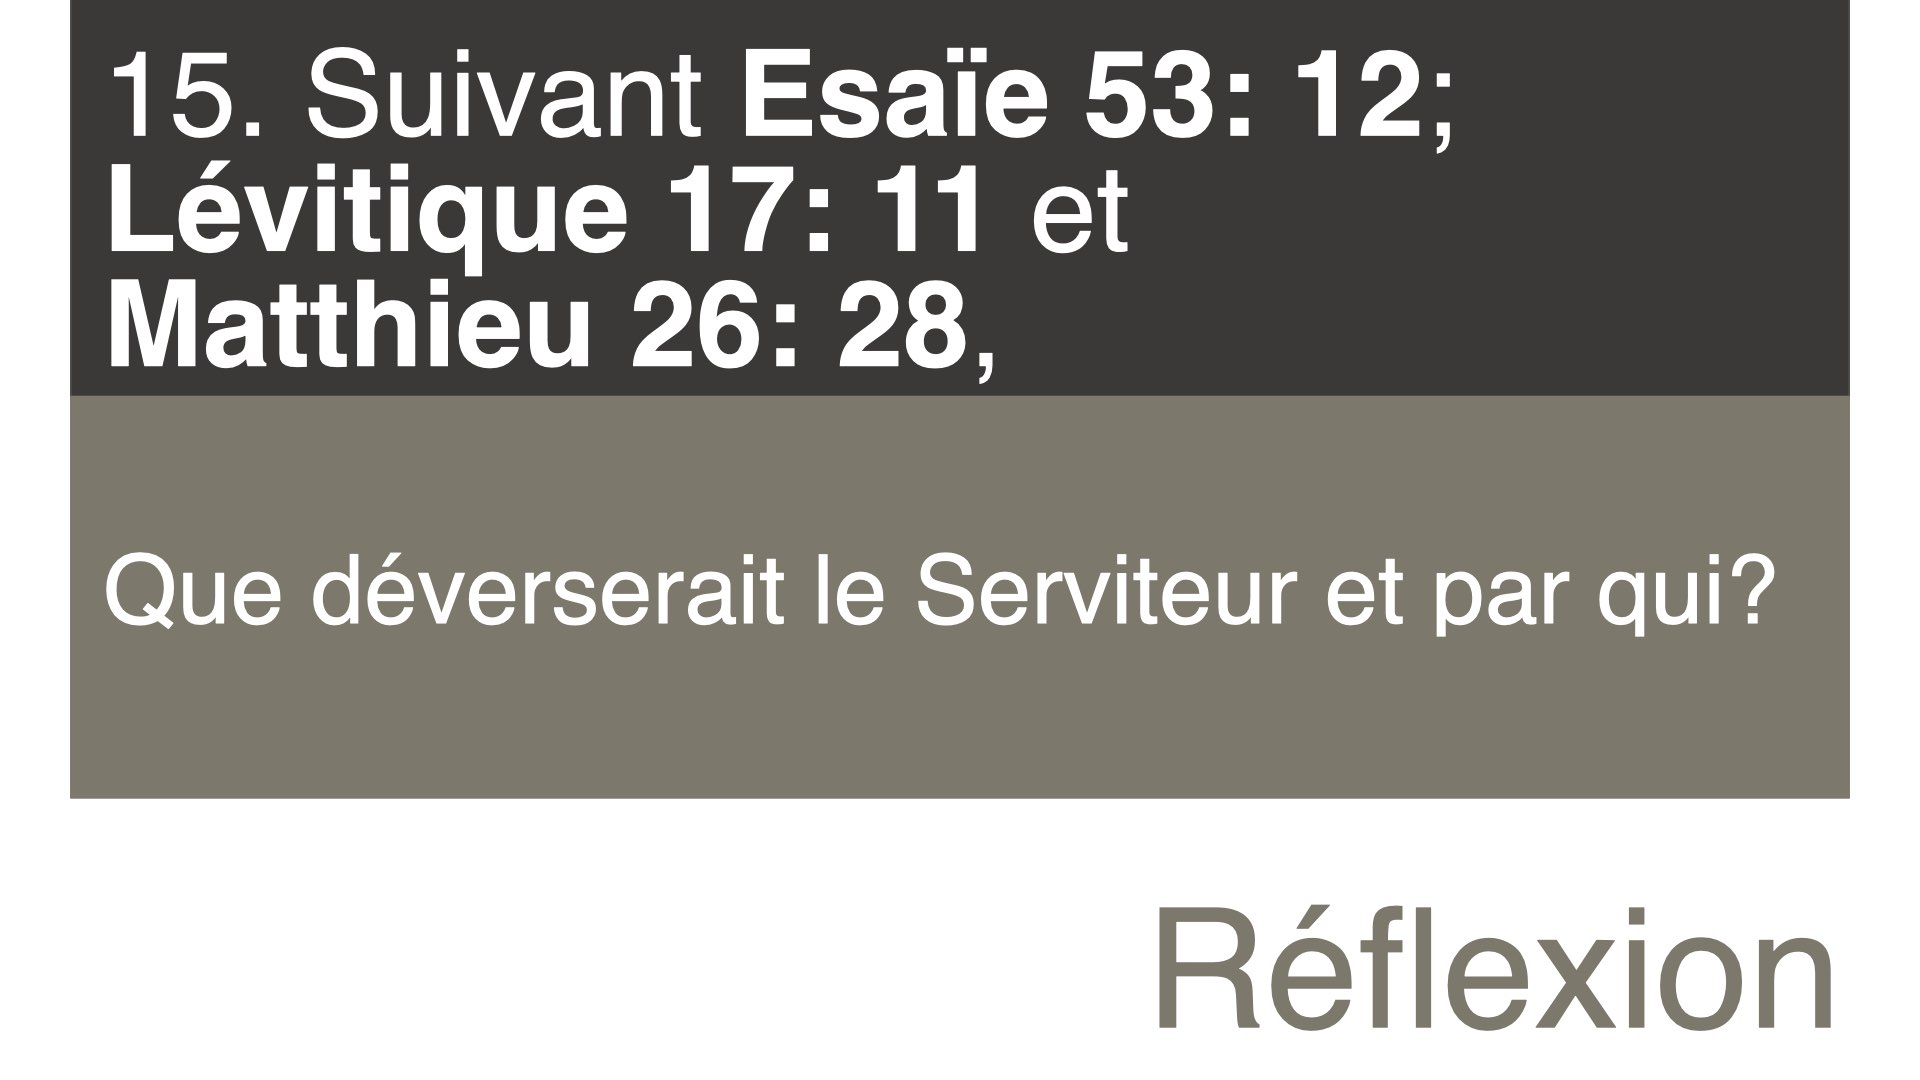 15. Suivant Esaïe 53: 12;
Lévitique 17: 11 et
Matthieu 26: 28,
Que déverserait le Serviteur et par qui?
Réflexion